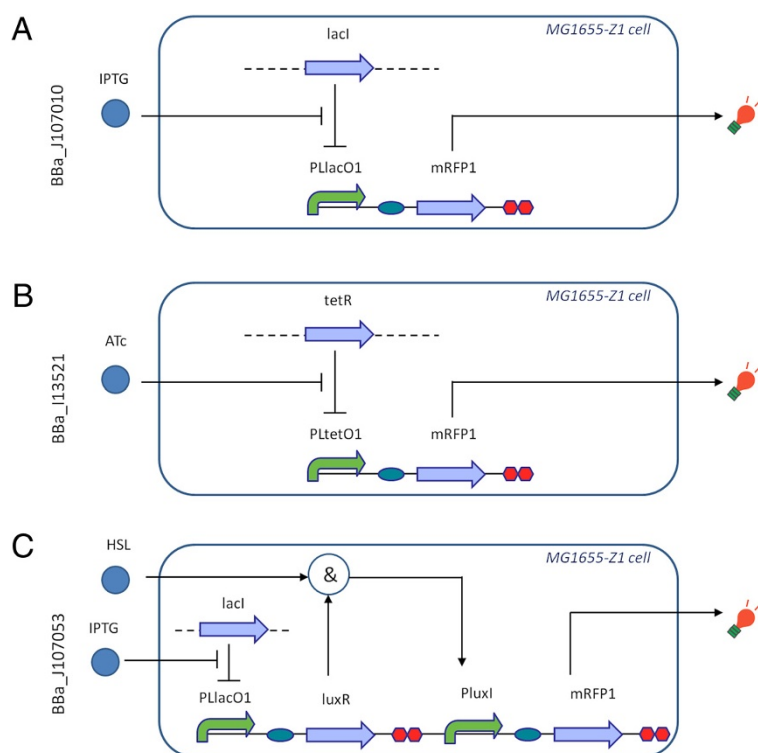 A
lacI
MG1655-Z1 cell
IPTG
BBa_J107010
PLlacO1
mRFP1
B
tetR
MG1655-Z1 cell
ATc
BBa_I13521
PLtetO1
mRFP1
C
HSL
MG1655-Z1 cell
&
lacI
IPTG
BBa_J107053
PLlacO1
luxR
PluxI
mRFP1